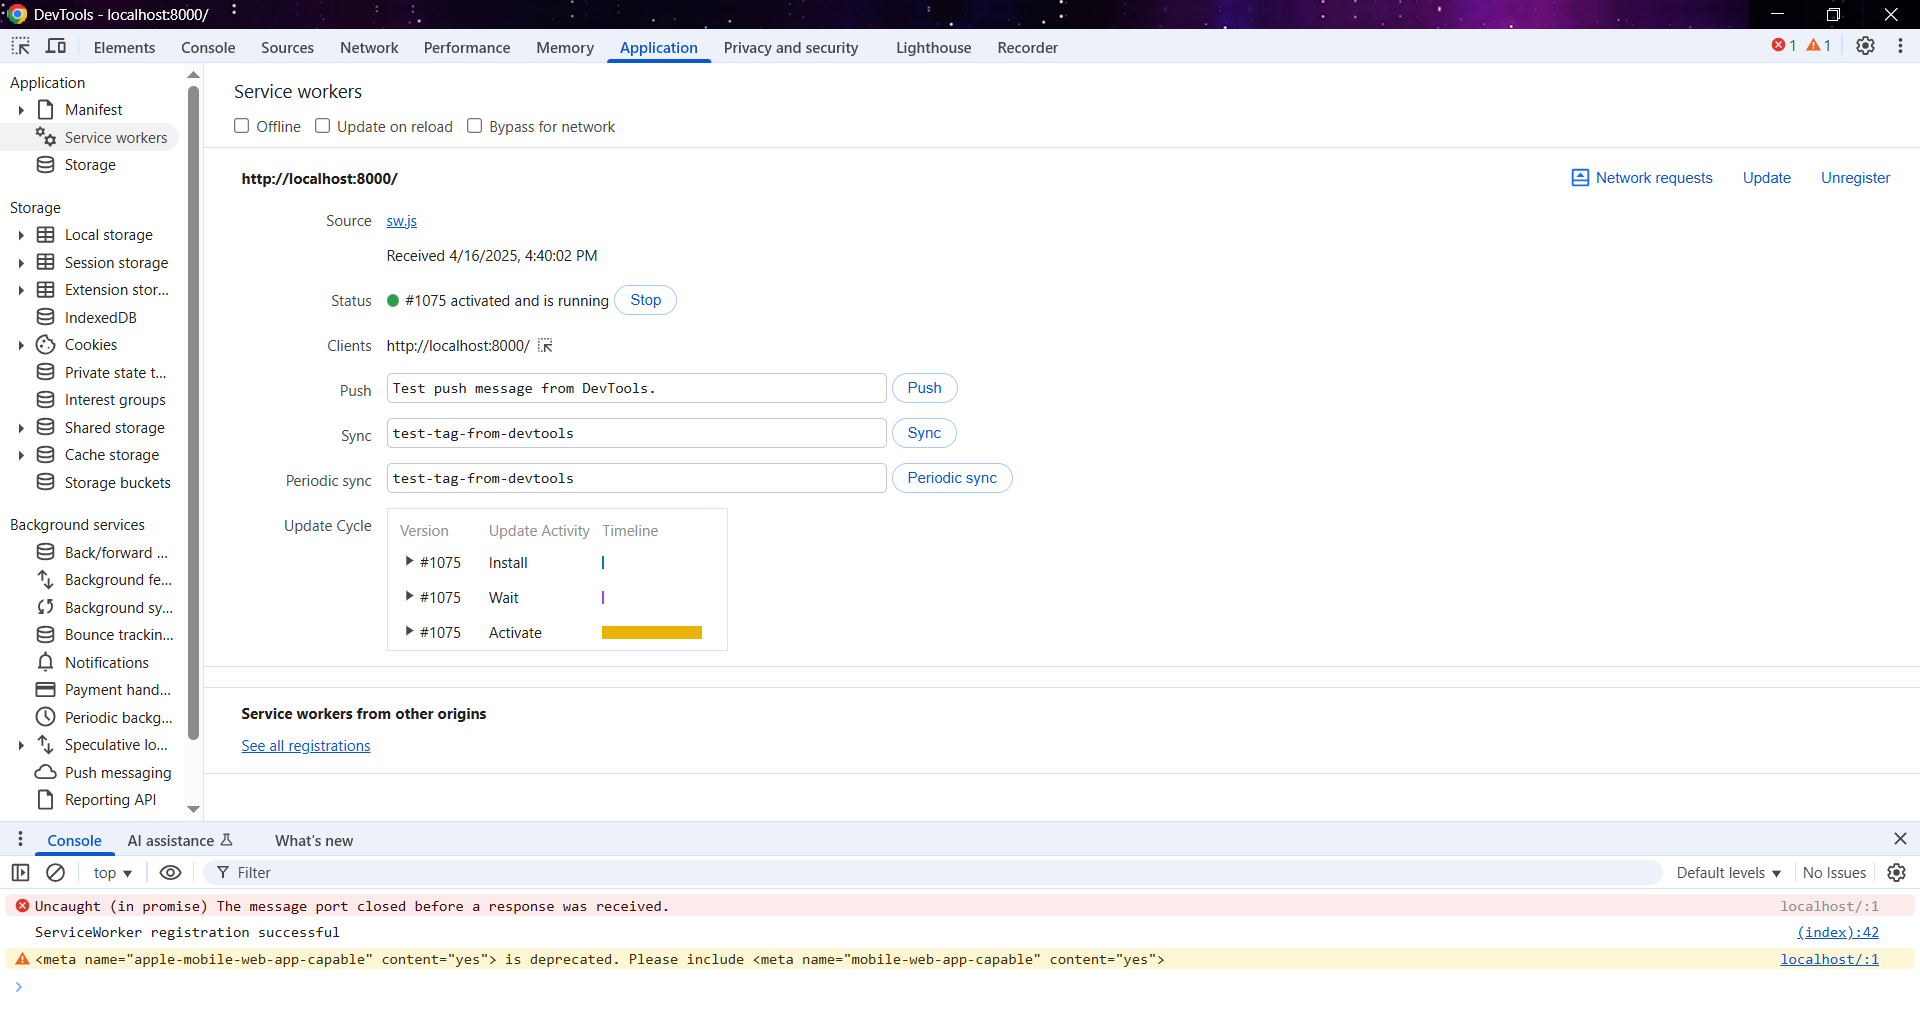 DevTools - localhost:8000/
Elements Console Sources Network Performance Memory Application Privacy and security Lighthouse Recorder 1 1
Application
Manifest
Service workers
Storage
Storage
Local storage
Session storage
Extension stor...
IndexedDB
Cookies
Private state t...
Interest groups
Shared storage
Cache storage
Storage buckets
Background services
Back/forward ...
Background fe...
Background sy...
Bounce trackin...
Notifications
Payment hand...
Periodic backg...
Speculative lo...
Push messaging
Reporting API
Service workers
Offline Update on reload Bypass for network
http://localhost:8000/ Network requests Update Unregister
Source sw.js
Received 4/16/2025, 4:40:02 PM
Status #1075 activated and is running Stop
Clients http://localhost:8000/
Push Test push message from DevTools. Push
Sync test-tag-from-devtools Sync
Periodic sync test-tag-from-devtools Periodic sync
Update Cycle Version Update Activity Timeline
#1075 Install
#1075 Wait
#1075 Activate
Service workers from other origins
See all registrations
Console AI assistance What's new
top Filter Default levels No Issues
Uncaught (in promise) The message port closed before a response was received. localhost/:1
ServiceWorker registration successful (index):42
<meta name="apple-mobile-web-app-capable" content="yes"> is deprecated. Please include <meta name="mobile-web-app-capable" content="yes"> localhost/:1